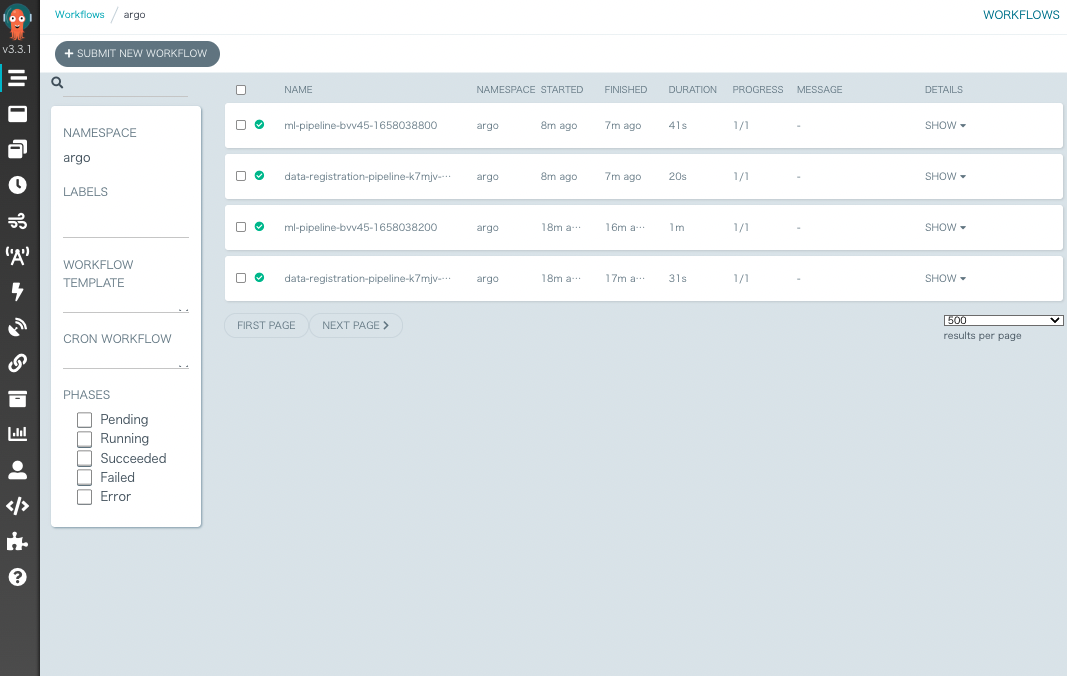 Workflows / argo
WORKFLOWS
v3.3.1
+ SUBMIT NEW WORKFLOW
NAME NAMESPACE STARTED FINISHED DURATION PROGRESS MESSAGE DETAILS
ml-pipeline-bvv45-1658038800 argo 8m ago 7m ago 41s 1/1 - SHOW
data-registration-pipeline-k7mjv-… argo 8m ago 7m ago 20s 1/1 - SHOW
ml-pipeline-bvv45-1658038200 argo 18m a… 16m a… 1m 1/1 - SHOW
data-registration-pipeline-k7mjv-… argo 18m a… 17m a… 31s 1/1 - SHOW
FIRST PAGE NEXT PAGE
500
results per page
NAMESPACE
argo
LABELS
WORKFLOW
TEMPLATE
CRON WORKFLOW
PHASES
Pending
Running
Succeeded
Failed
Error